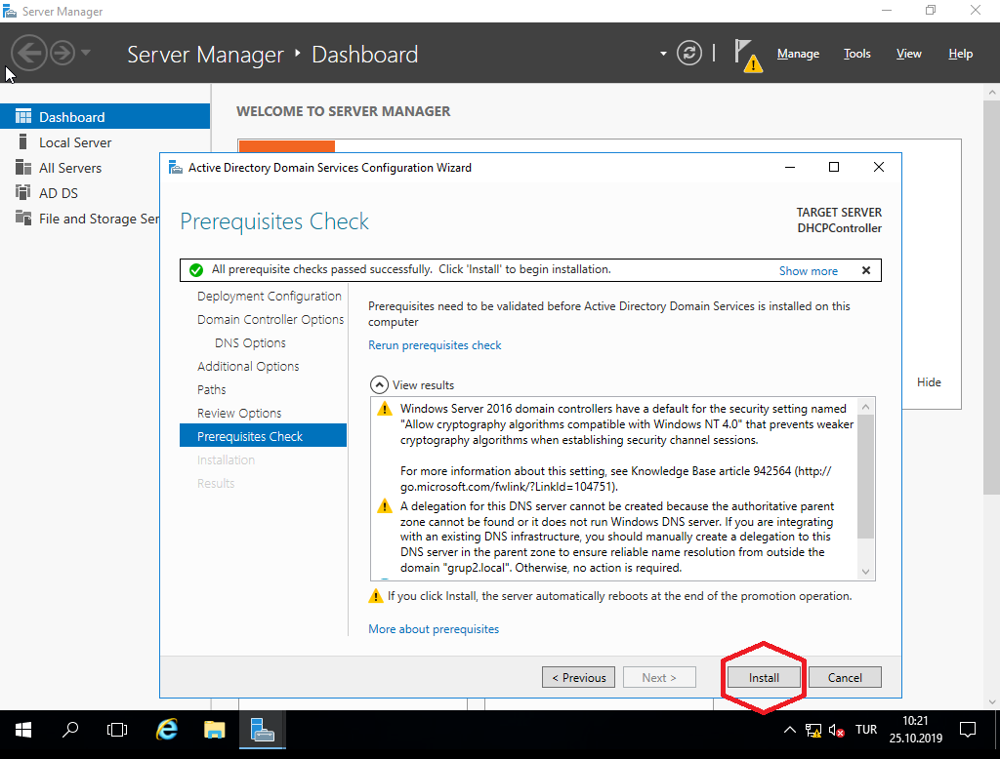 Server Manager
Server Manager ‣ Dashboard
Manage Tools View Help
Dashboard
Local Server
All Servers
AD DS
File and Storage Ser
WELCOME TO SERVER MANAGER
Active Directory Domain Services Configuration Wizard
Prerequisites Check
TARGET SERVER
DHCPController
All prerequisite checks passed successfully. Click 'Install' to begin installation.
Show more
Deployment Configuration
Domain Controller Options
DNS Options
Additional Options
Paths
Review Options
Prerequisites Check
Installation
Results
Prerequisites need to be validated before Active Directory Domain Services is installed on this
computer
Rerun prerequisites check
View results
Windows Server 2016 domain controllers have a default for the security setting named
"Allow cryptography algorithms compatible with Windows NT 4.0" that prevents weaker
cryptography algorithms when establishing security channel sessions.
For more information about this setting, see Knowledge Base article 942564 (http://
go.microsoft.com/fwlink/?LinkId=104751).
A delegation for this DNS server cannot be created because the authoritative parent
zone cannot be found or it does not run Windows DNS server. If you are integrating
with an existing DNS infrastructure, you should manually create a delegation to this
DNS server in the parent zone to ensure reliable name resolution from outside the
domain "grup2.local". Otherwise, no action is required.
If you click Install, the server automatically reboots at the end of the promotion operation.
More about prerequisites
Hide
< Previous
Next >
Install
Cancel
TUR
10:21
25.10.2019